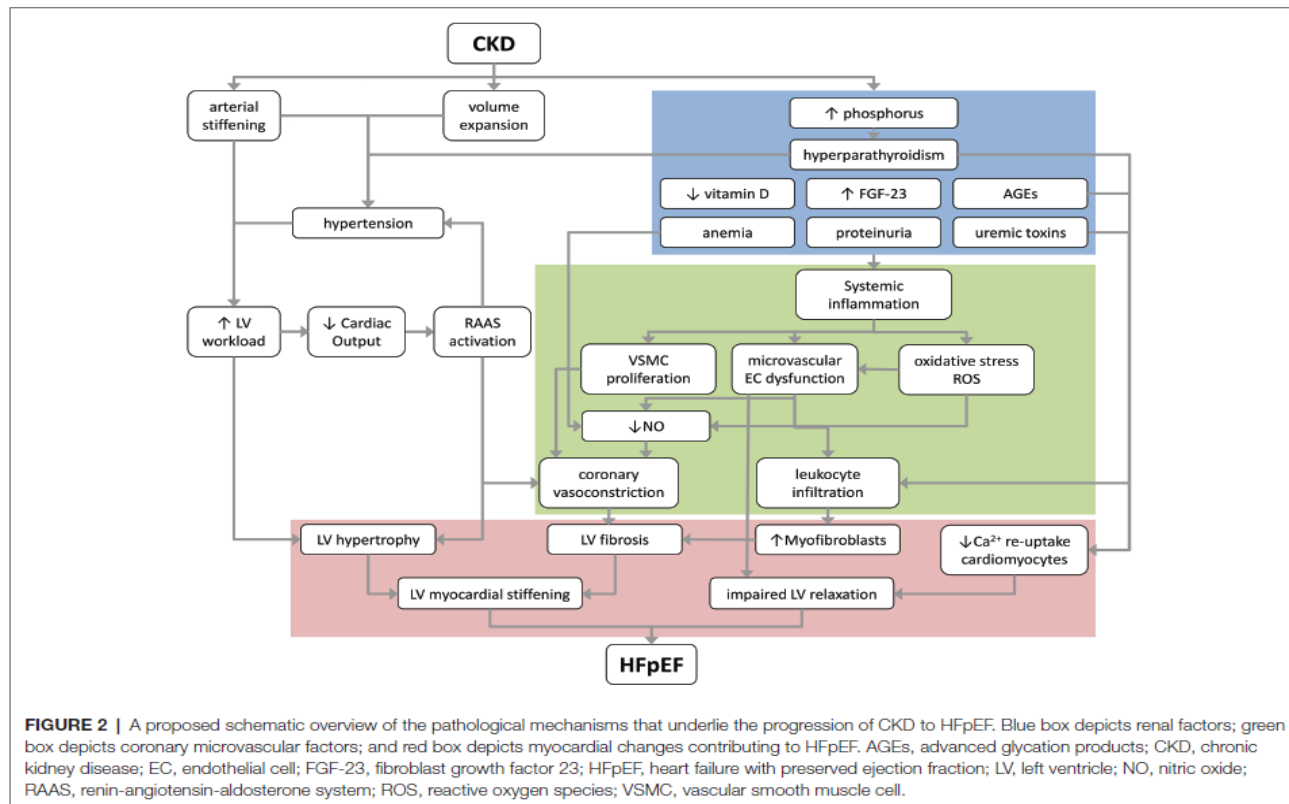 CKD
arterial
stiffening
volume
expansion
↑ phosphorus
hyperparathyroidism
↓ vitamin D
↑ FGF-23
AGEs
anemia
proteinuria
uremic toxins
hypertension
Systemic
inflammation
↑ LV
workload
↓ Cardiac
Output
RAAS
activation
VSMC
proliferation
microvascular
EC dysfunction
oxidative stress
ROS
↓NO
coronary
vasoconstriction
leukocyte
infiltration
LV hypertrophy
LV fibrosis
↑Myofibroblasts
↓Ca²⁺ re-uptake
cardiomyocytes
LV myocardial stiffening
impaired LV relaxation
HFpEF
FIGURE 2 | A proposed schematic overview of the pathological mechanisms that underlie the progression of CKD to HFpEF. Blue box depicts renal factors; green
box depicts coronary microvascular factors; and red box depicts myocardial changes contributing to HFpEF. AGEs, advanced glycation products; CKD, chronic
kidney disease; EC, endothelial cell; FGF-23, fibroblast growth factor 23; HFpEF, heart failure with preserved ejection fraction; LV, left ventricle; NO, nitric oxide;
RAAS, renin-angiotensin-aldosterone system; ROS, reactive oxygen species; VSMC, vascular smooth muscle cell.